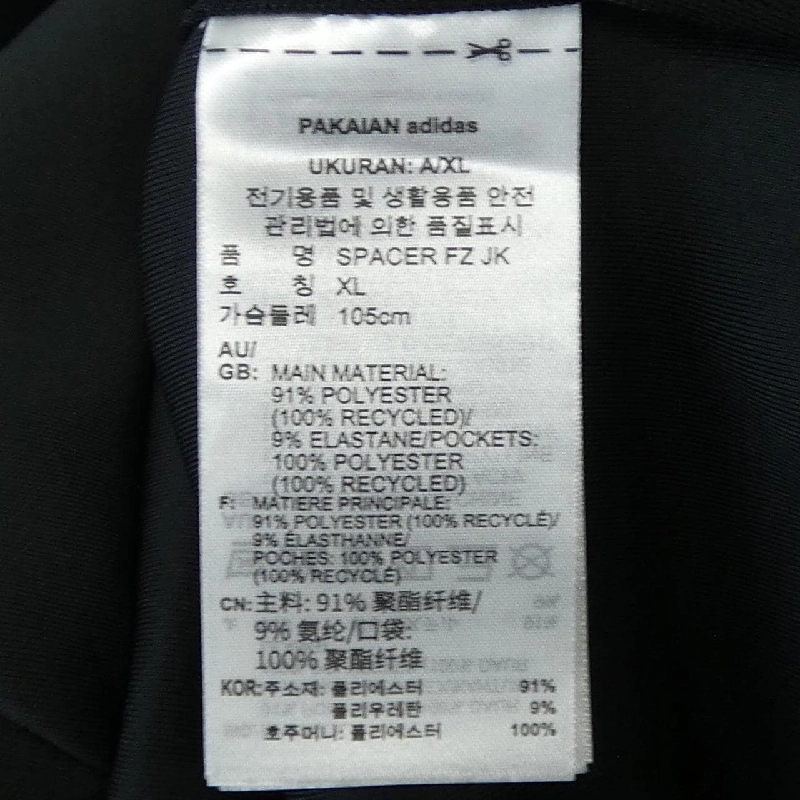 PAKAIAN adidas
UKURAN: A/XL
전기용품 및 생활용품 안전
관리법에 의한 품질표시
품 명 SPACER FZ JK
호 칭 XL
가슴둘레 105cm
AU/
GB: MAIN MATERIAL:
91% POLYESTER
(100% RECYCLED)/
9% ELASTANE/POCKETS:
100% POLYESTER
(100% RECYCLED)
F: MATIERE PRINCIPALE:
91% POLYESTER (100% RECYCLÉ)/
9% ÉLASTHANNE/
POCHES: 100% POLYESTER
(100% RECYCLÉ)
CN: 主料: 91% 聚酯纤维/
9% 氨纶/口袋:
100% 聚酯纤维
KOR: 주소재: 폴리에스터 91%
폴리우레탄 9%
호주머니: 폴리에스터 100%